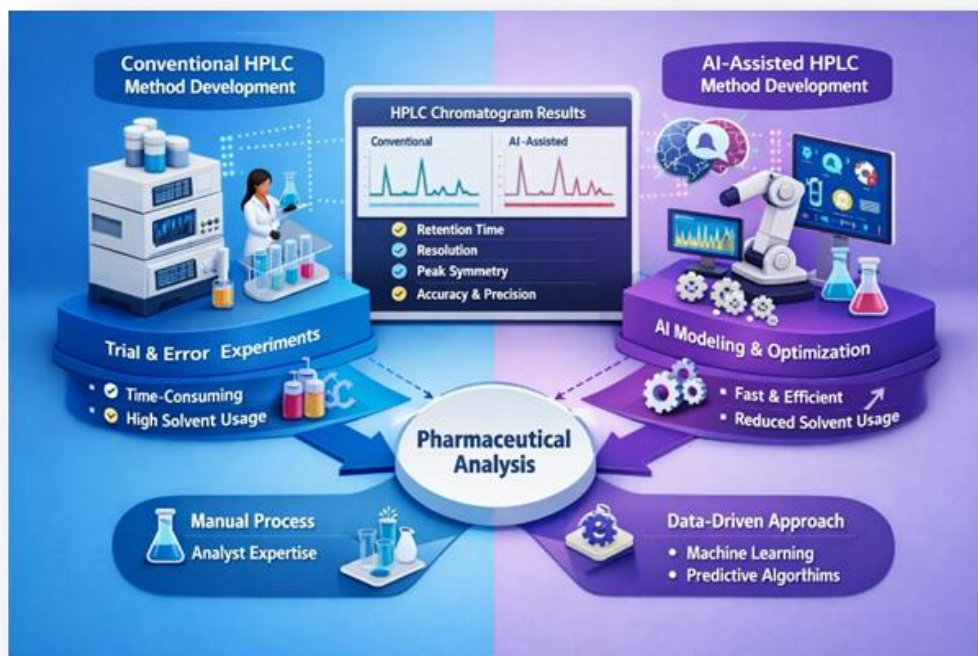 Conventional HPLC
Method Development
AI-Assisted HPLC
Method Development
HPLC Chromatogram Results
Conventional
AI-Assisted
Retention Time
Resolution
Peak Symmetry
Accuracy & Precision
Trial & Error Experiments
Time-Consuming
High Solvent Usage
AI Modeling & Optimization
Fast & Efficient
Reduced Solvent Usage
Pharmaceutical
Analysis
Manual Process
Analyst Expertise
Data-Driven Approach
Machine Learning
Predictive Algorthims